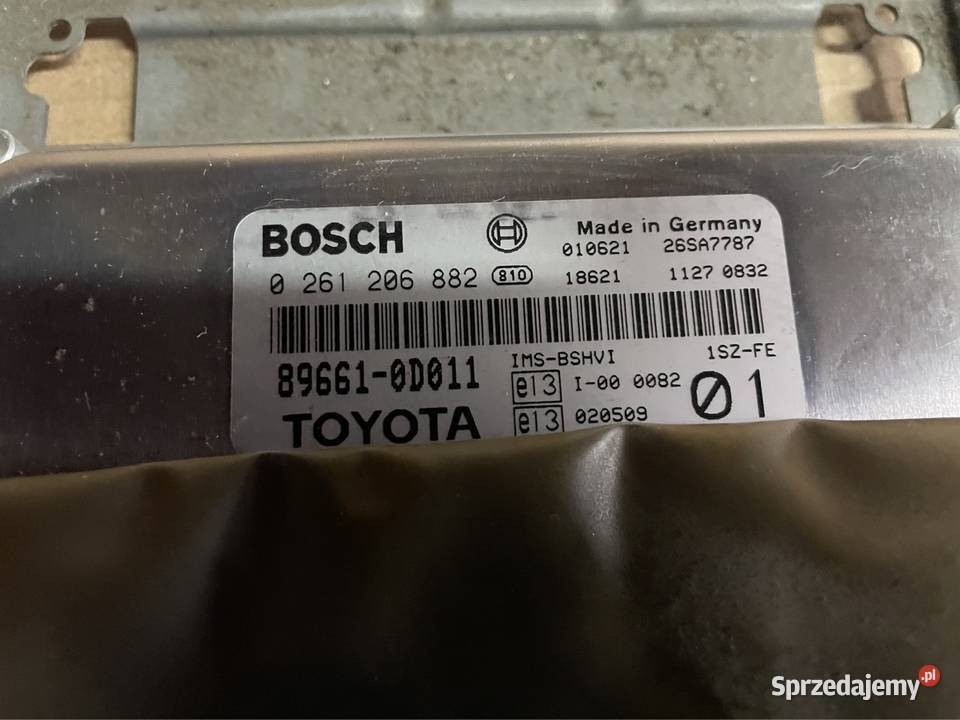 BOSCH Made in Germany
010621 26SA7787
0 261 206 882 810 18621 1127 0832
IMS-BSHVI 1SZ-FE
89661-0D011 e13 I-00 0082 01
TOYOTA e13 020509
Sprzedajemy.pl